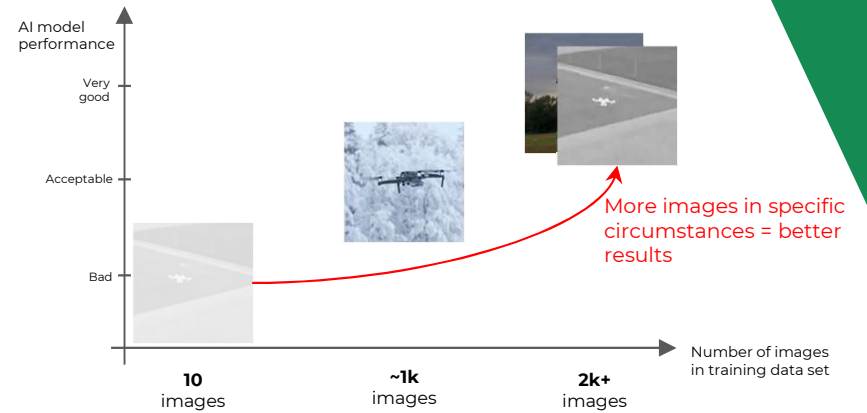 AI model
performance
Very
good
Acceptable
Bad
More images in specific
circumstances = better
results
Number of images
in training data set
10
images
~1k
images
2k+
images